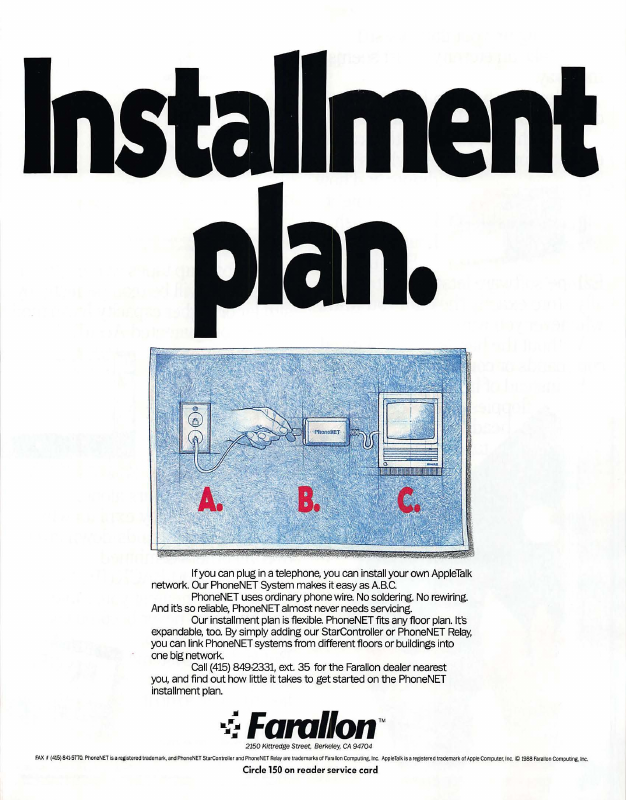 Installment
plan.
PhoneNET
A. B. C.
If you can plug in a telephone, you can install your own AppleTalk
network. Our PhoneNET System makes it easy as A.B.C.
PhoneNET uses ordinary phone wire. No soldering. No rewiring.
And it's so reliable, PhoneNET almost never needs servicing.
Our installment plan is flexible. PhoneNET fits any floor plan. It's
expandable, too. By simply adding our StarController or PhoneNET Relay,
you can link PhoneNET systems from different floors or buildings into
one big network.
Call (415) 849-2331, ext. 35 for the Farallon dealer nearest
you, and find out how little it takes to get started on the PhoneNET
installment plan.
Farallon™
2150 Kittredge Street, Berkeley, CA 94704
FAX # (415) 841-5770. PhoneNET is a registered trademark, and PhoneNET StarController and PhoneNET Relay are trademarks of Farallon Computing, Inc. AppleTalk is a registered trademark of Apple Computer, Inc. © 1988 Farallon Computing, Inc.
Circle 150 on reader service card